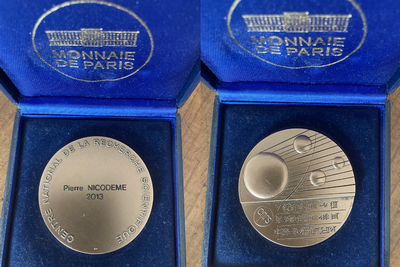 MONNAIE
DE PARIS
CENTRE NATIONAL DE LA RECHERCHE SCIENTIFIQUE
Pierre NICODEME
2013
MONNAIE
DE PARIS